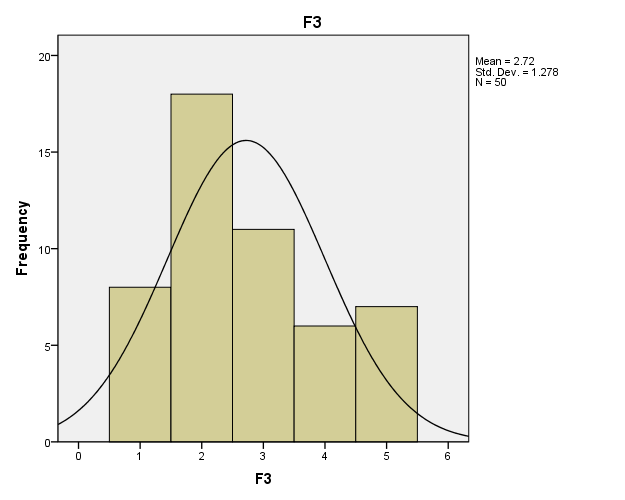 F3
Mean = 2.72
Std. Dev. = 1.278
N = 50
20
15
10
5
0
Frequency
0 1 2 3 4 5 6
F3